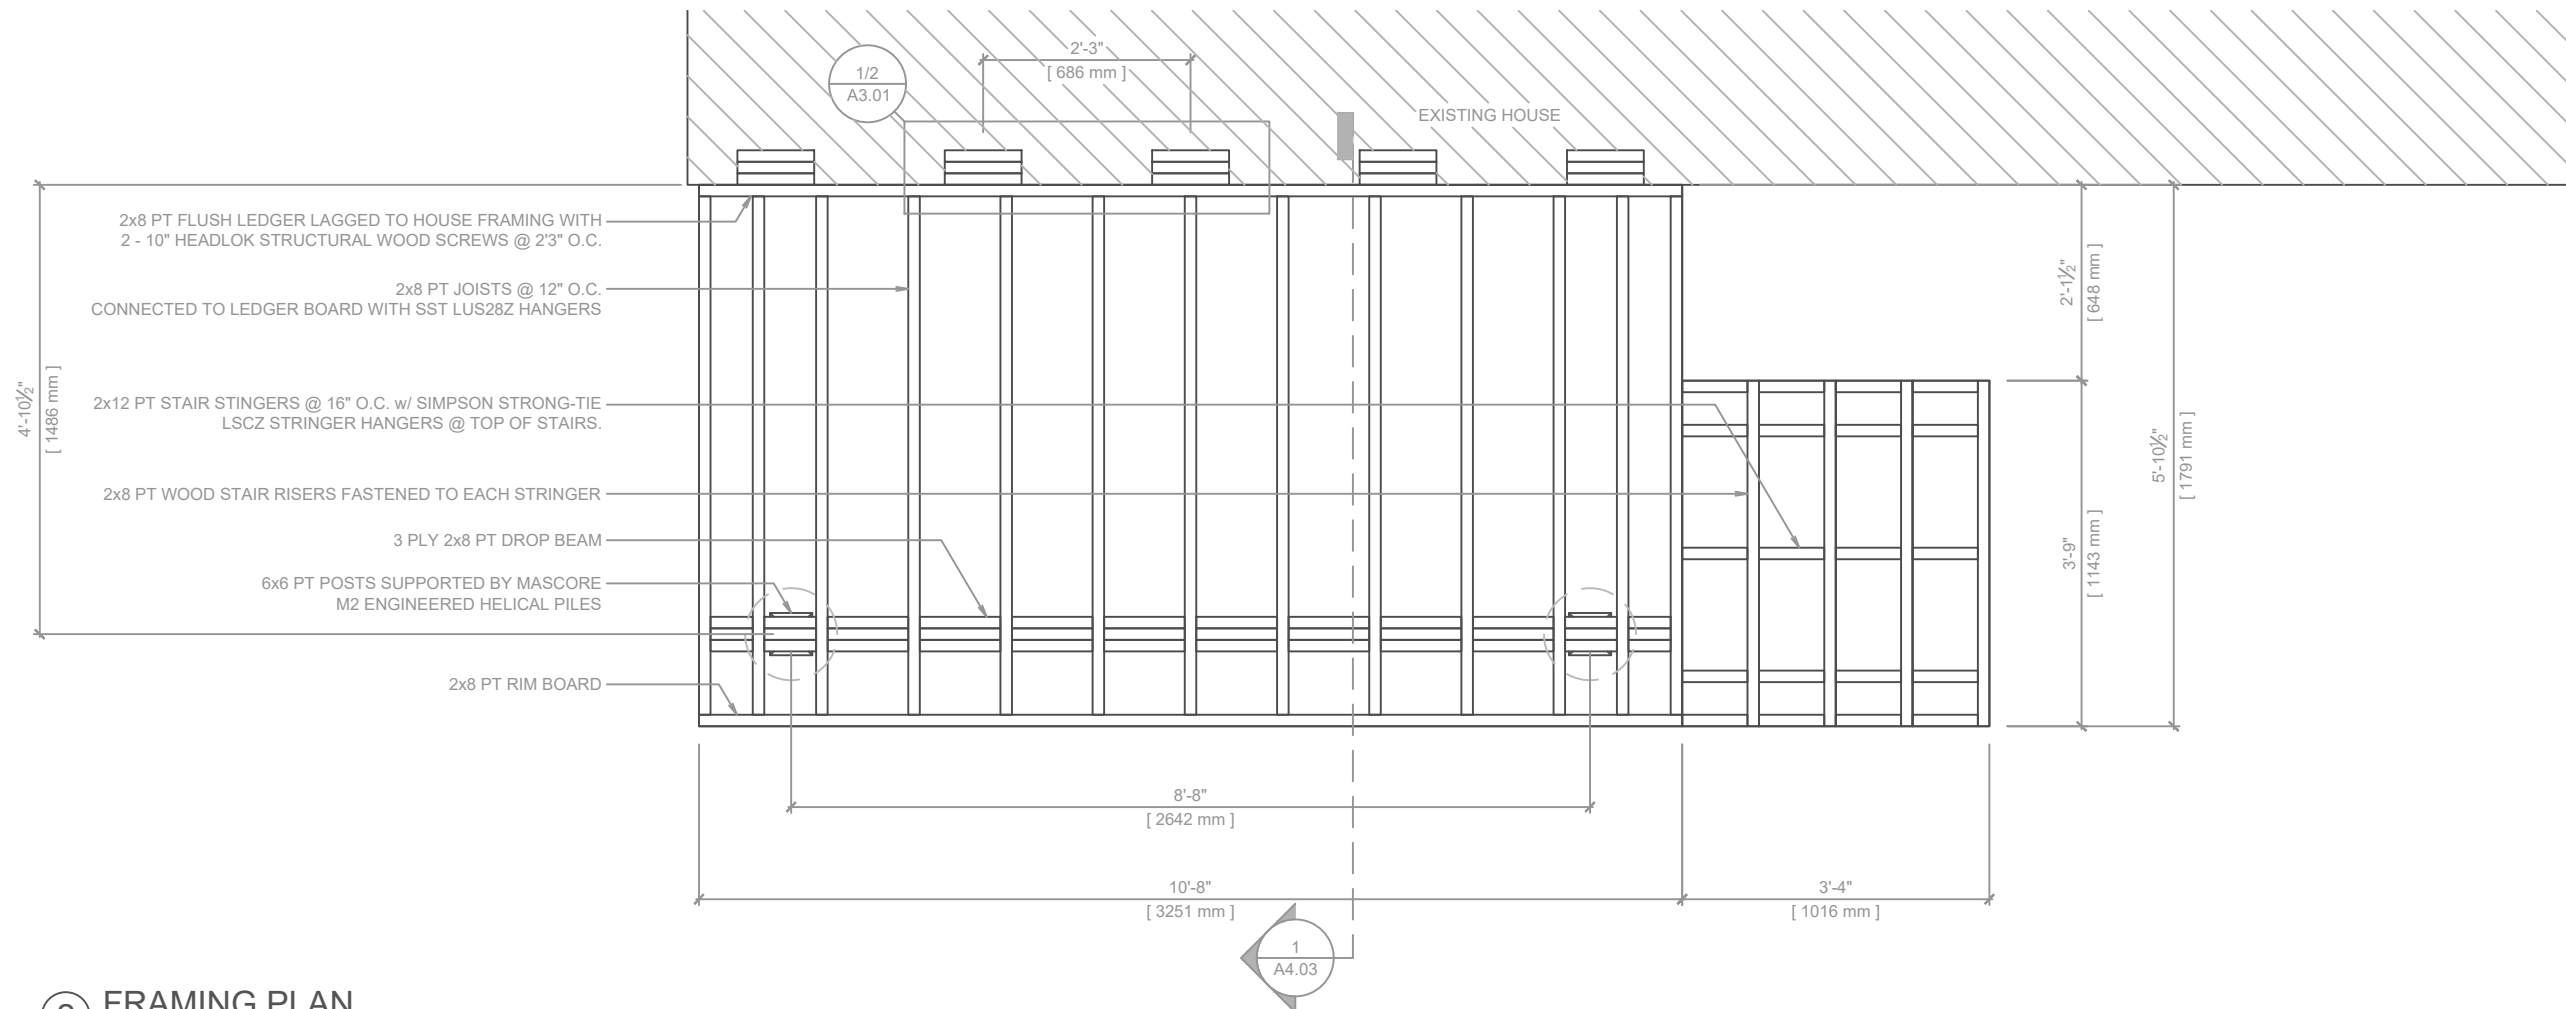 2'-3"
[ 686 mm ]
1/2
A3.01
EXISTING HOUSE
2x8 PT FLUSH LEDGER LAGGED TO HOUSE FRAMING WITH
2 - 10" HEADLOK STRUCTURAL WOOD SCREWS @ 2'3" O.C.
2x8 PT JOISTS @ 12" O.C.
CONNECTED TO LEDGER BOARD WITH SST LUS28Z HANGERS
2x12 PT STAIR STINGERS @ 16" O.C. w/ SIMPSON STRONG-TIE
LSCZ STRINGER HANGERS @ TOP OF STAIRS.
2x8 PT WOOD STAIR RISERS FASTENED TO EACH STRINGER
3 PLY 2x8 PT DROP BEAM
6x6 PT POSTS SUPPORTED BY MASCORE
M2 ENGINEERED HELICAL PILES
2x8 PT RIM BOARD
4'-10½"
[ 1486 mm ]
2'-1½"
[ 648 mm ]
3'-9"
[ 1143 mm ]
5'-10½"
[ 1791 mm ]
8'-8"
[ 2642 mm ]
10'-8"
[ 3251 mm ]
3'-4"
[ 1016 mm ]
1
A4.03
FRAMING PLAN